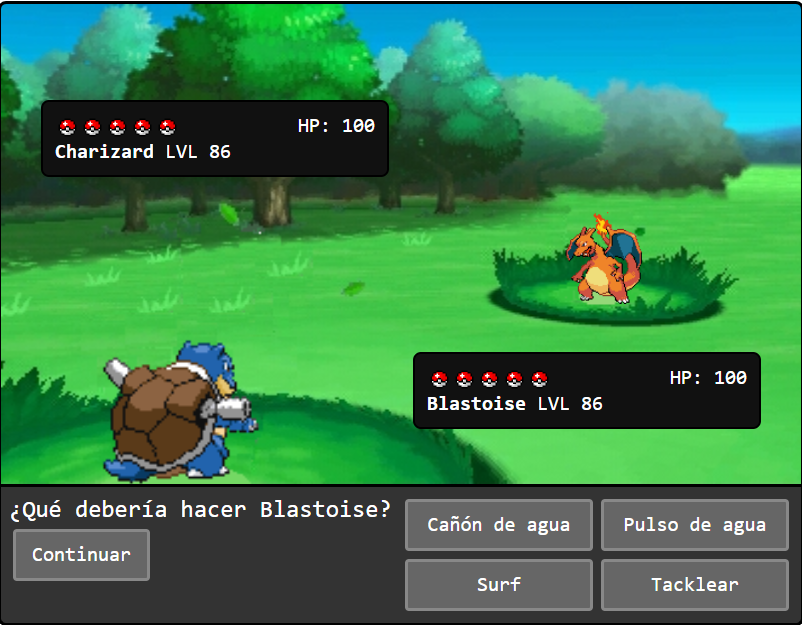 HP: 100
Charizard LVL 86
HP: 100
Blastoise LVL 86
¿Qué debería hacer Blastoise?
Continuar
Cañón de agua
Pulso de agua
Surf
Tacklear